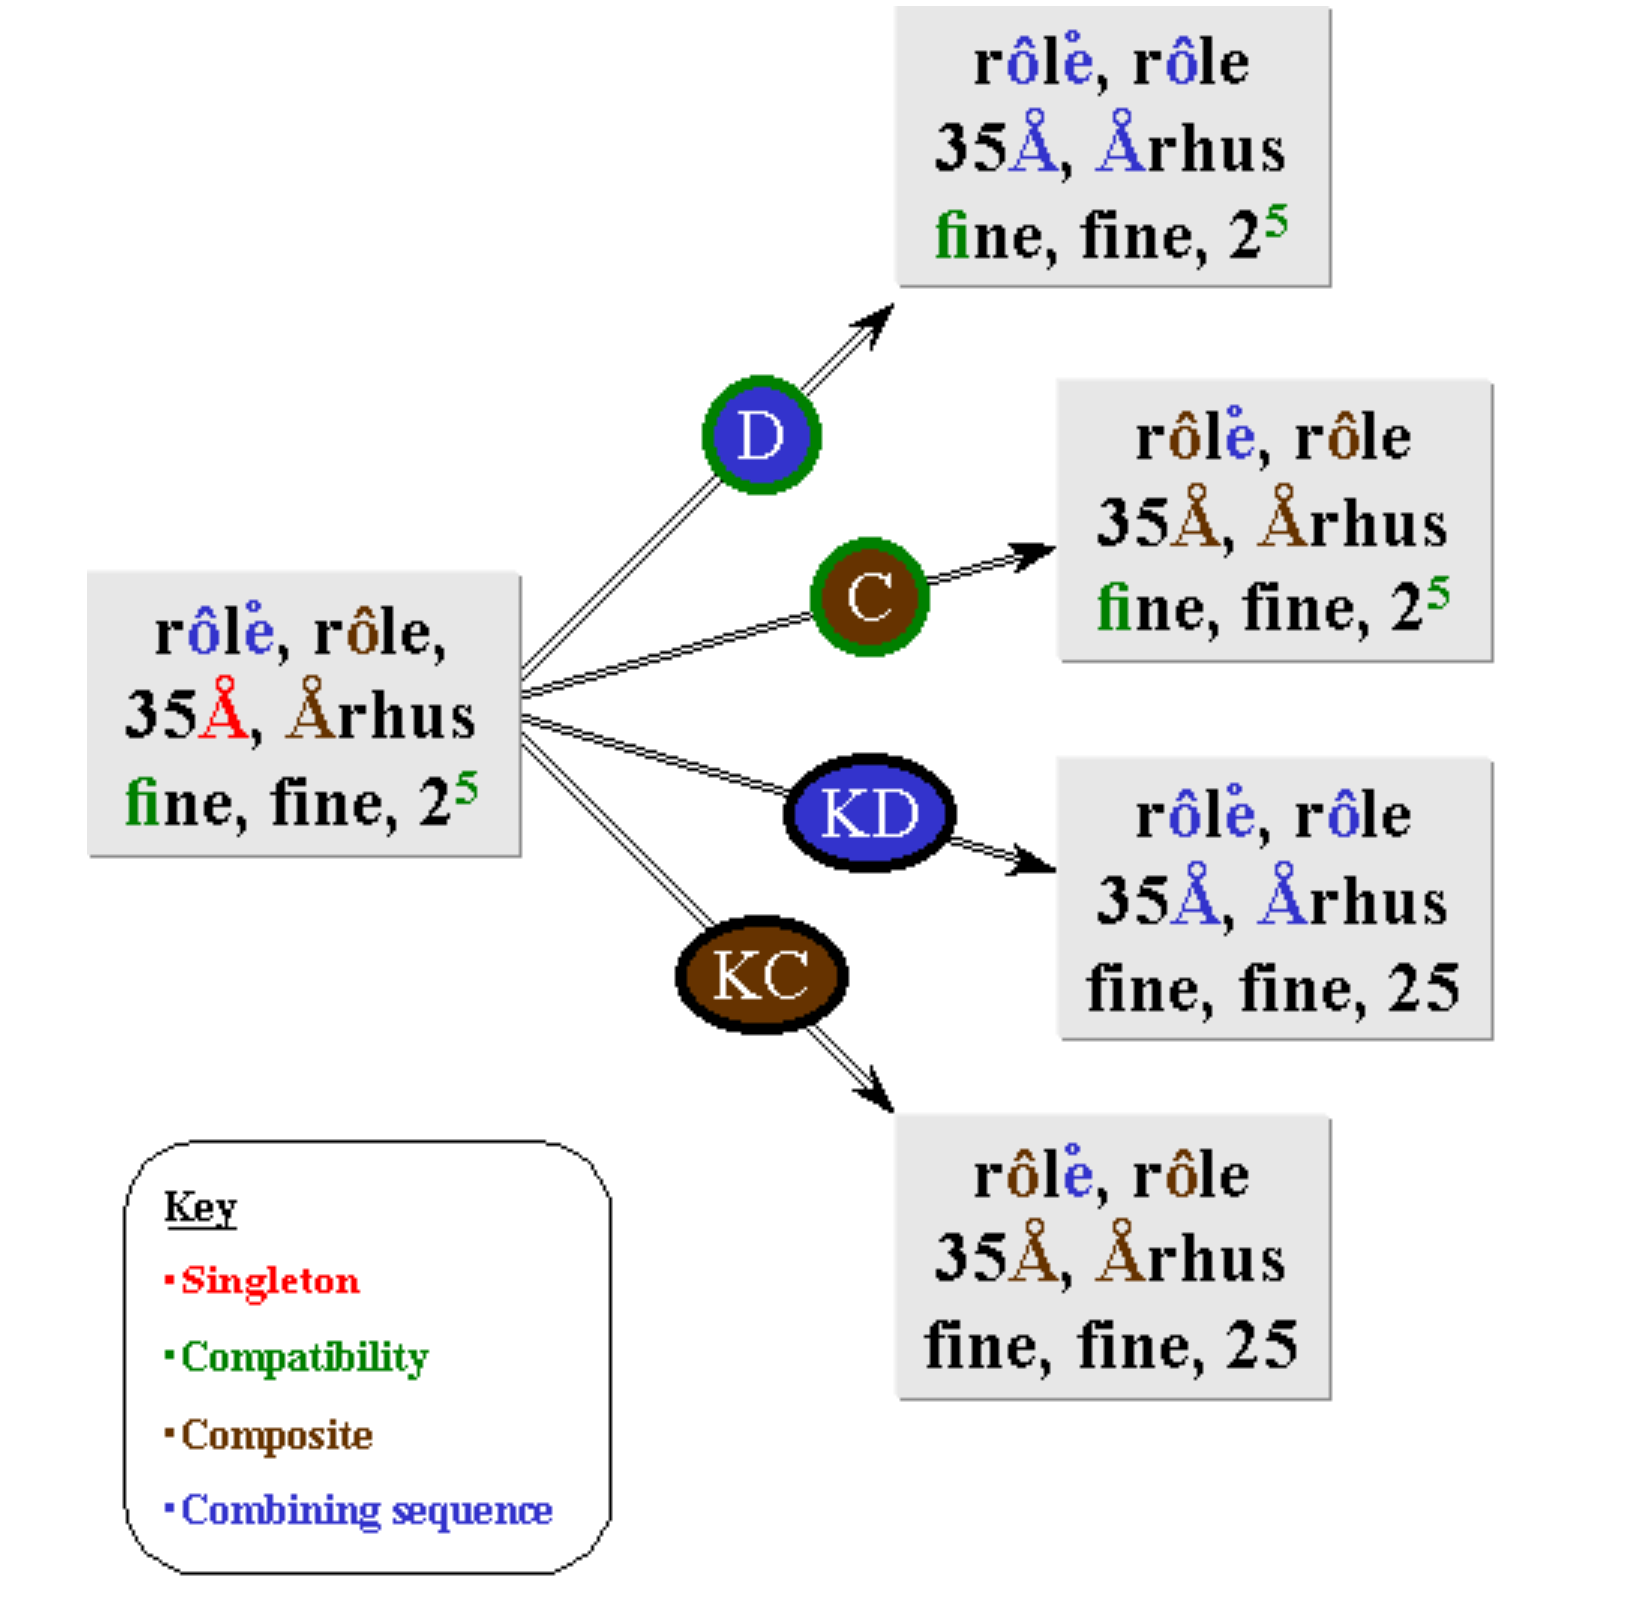 rôle̊, rôle
35Å, Århus
fine, fine, 2⁵
D
rôle̊, rôle
35Å, Århus
fine, fine, 2⁵
C
rôle̊, rôle,
35Å, Århus
fine, fine, 2⁵
KD
rôle̊, rôle
35Å, Århus
fine, fine, 25
KC
rôle̊, rôle
35Å, Århus
fine, fine, 25
Key
▪Singleton
▪Compatibility
▪Composite
▪Combining sequence